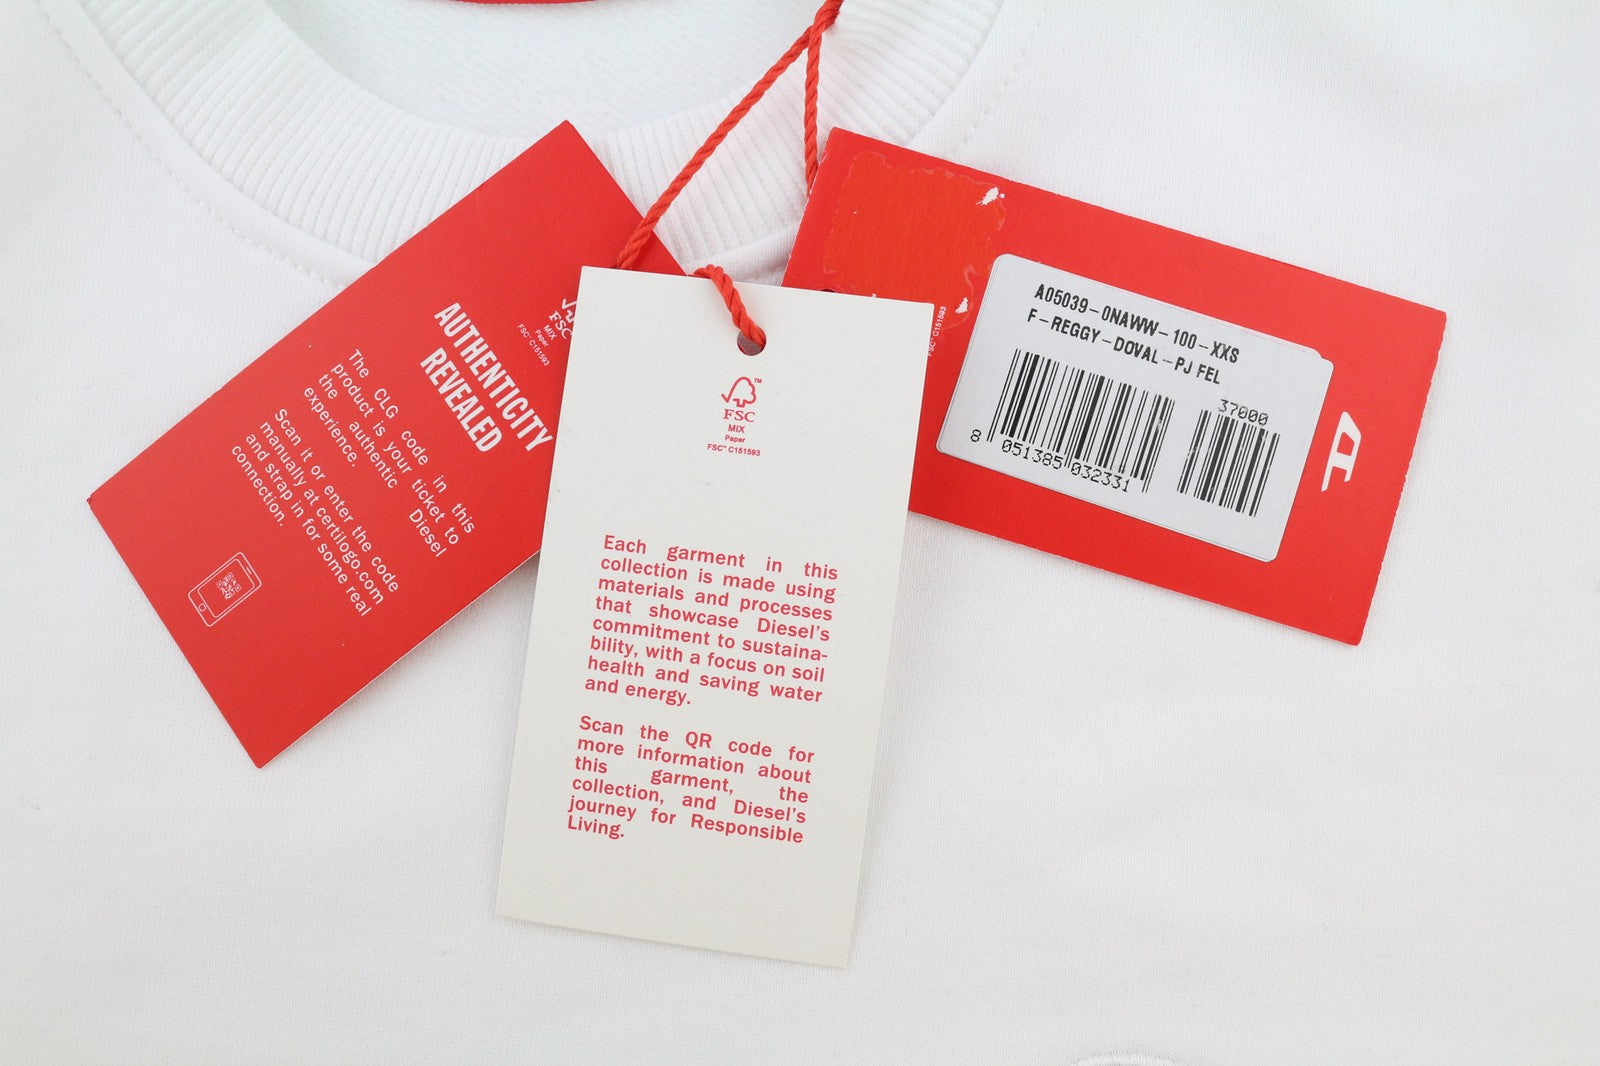 AUTHENTICITY
REVEALED
The CLG code in this
product is your ticket to
the authentic Diesel
experience.
Scan it or enter the code
manually at certilogo.com
and strap in for some real
connection.
FSC
MIX
Paper
FSC™ C151593
FSC™
MIX
Paper
FSC™ C151593
Each garment in this
collection is made using
materials and processes
that showcase Diesel's
commitment to sustaina-
bility, with a focus on soil
health and saving water
and energy.
Scan the QR code for
more information about
this garment, the
collection, and Diesel's
journey for Responsible
Living.
FSC™ C151593
A05039-0NAWW-100-XXS
F-REGGY-DOVAL-PJ FEL
37000
8 051385 032331
D